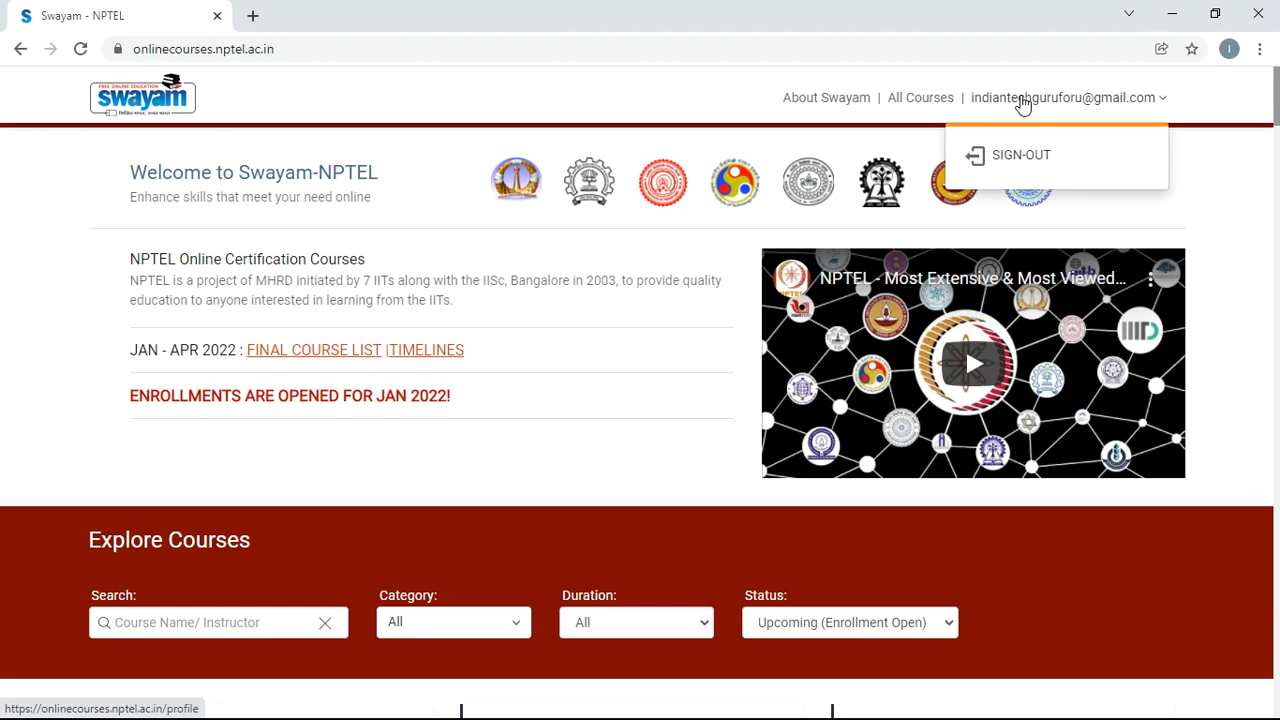 Swayam - NPTEL
onlinecourses.nptel.ac.in
I
FREE ONLINE EDUCATION
swayam
About Swayam | All Courses | indiantechguruforu@gmail.com
SIGN-OUT
Welcome to Swayam-NPTEL
Enhance skills that meet your need online
NPTEL Online Certification Courses
NPTEL is a project of MHRD initiated by 7 IITs along with the IISc, Bangalore in 2003, to provide quality
education to anyone interested in learning from the IITs.
JAN - APR 2022 : FINAL COURSE LIST |TIMELINES
ENROLLMENTS ARE OPENED FOR JAN 2022!
NPTEL - Most Extensive & Most Viewed...
Explore Courses
Search:
Category:
Duration:
Status:
Course Name/ Instructor
All
All
Upcoming (Enrollment Open)
https://onlinecourses.nptel.ac.in/profile